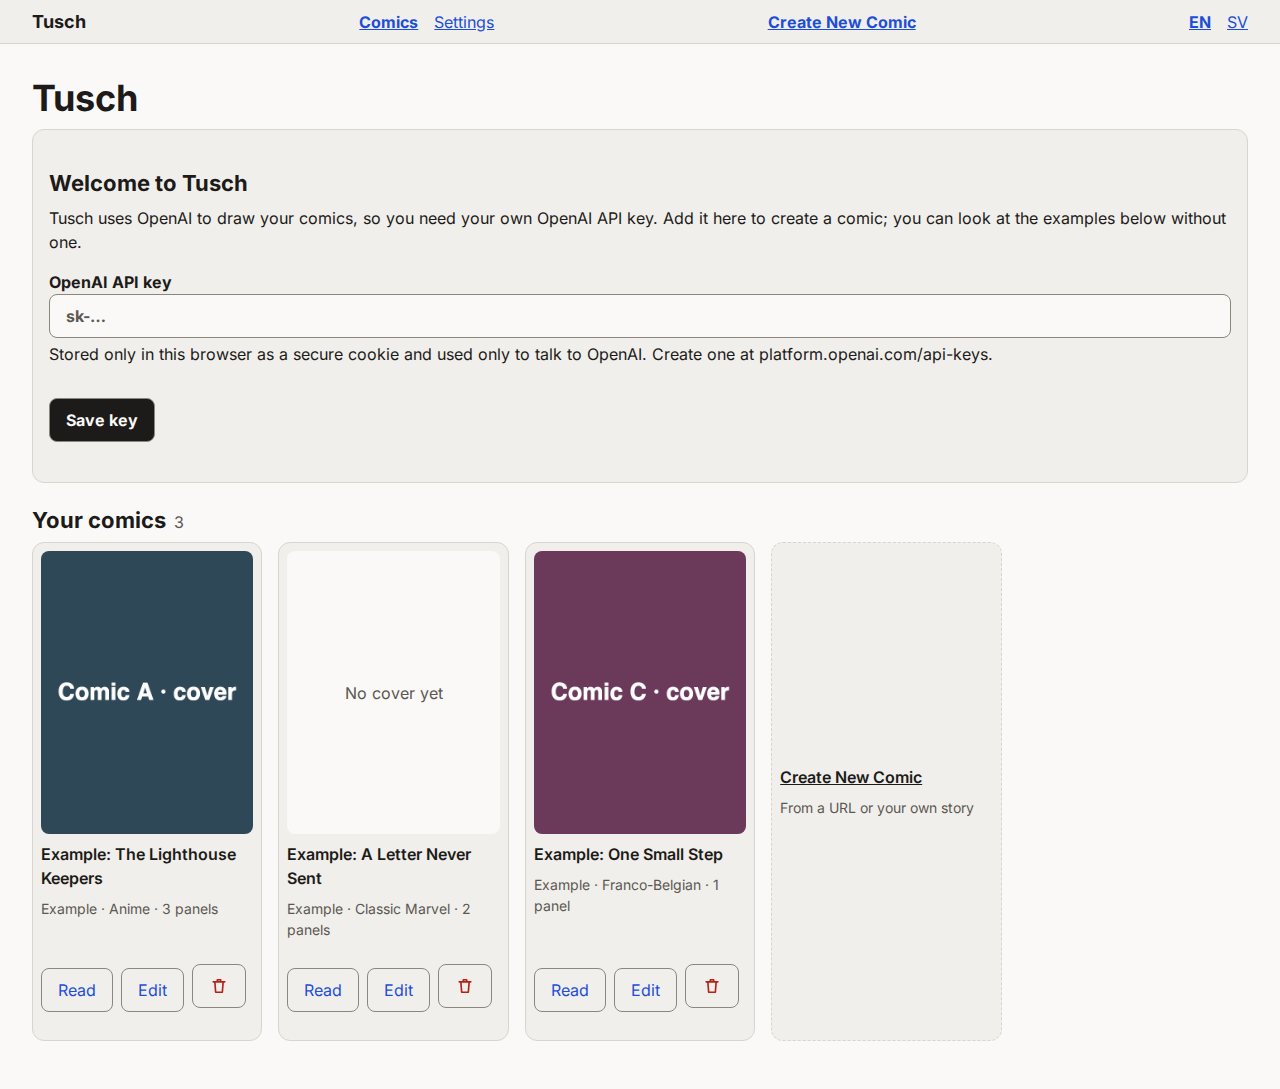 Tusch
Comics Settings
Create New Comic
EN SV
Tusch
Welcome to Tusch
Tusch uses OpenAI to draw your comics, so you need your own OpenAI API key. Add it here to create a comic; you can look at the examples below without
one.
OpenAI API key
sk-...
Stored only in this browser as a secure cookie and used only to talk to OpenAI. Create one at platform.openai.com/api-keys.
Save key
Your comics 3
Comic A · cover
Example: The Lighthouse
Keepers
Example · Anime · 3 panels
Read Edit
No cover yet
Example: A Letter Never
Sent
Example · Classic Marvel · 2
panels
Read Edit
Comic C · cover
Example: One Small Step
Example · Franco-Belgian · 1
panel
Read Edit
Create New Comic
From a URL or your own story